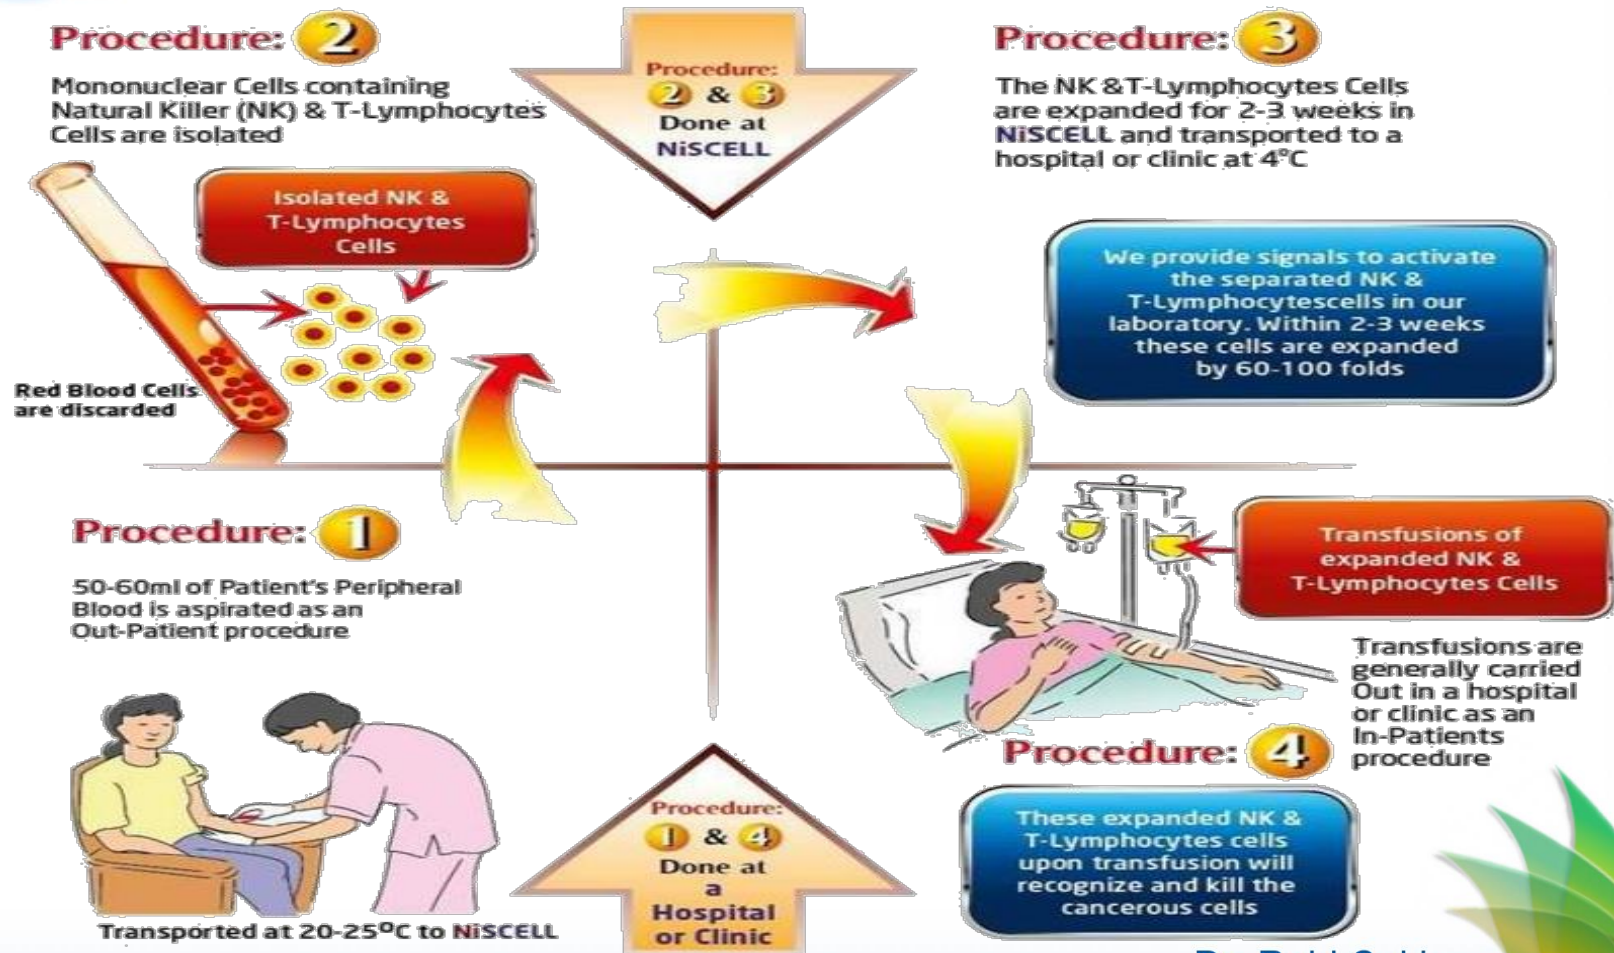 Procedure: 2
Mononuclear Cells containing
Natural Killer (NK) & T-Lymphocytes
Cells are isolated
Isolated NK &
T-Lymphocytes
Cells
Red Blood Cells
are discarded
Procedure:
2 & 3
Done at
NiSCELL
Procedure: 3
The NK &T-Lymphocytes Cells
are expanded for 2-3 weeks in
NiSCELL and transported to a
hospital or clinic at 4°C
We provide signals to activate
the separated NK &
T-Lymphocytescells in our
laboratory. Within 2-3 weeks
these cells are expanded
by 60-100 folds
Procedure: 1
50-60ml of Patient's Peripheral
Blood is aspirated as an
Out-Patient procedure
Transported at 20-25ºC to NiSCELL
Procedure:
1 & 4
Done at
a
Hospital
or Clinic
Transfusions of
expanded NK &
T-Lymphocytes Cells
Transfusions are
generally carried
Out in a hospital
or clinic as an
In-Patients
procedure
Procedure: 4
These expanded NK &
T-Lymphocytes cells
upon transfusion will
recognize and kill the
cancerous cells